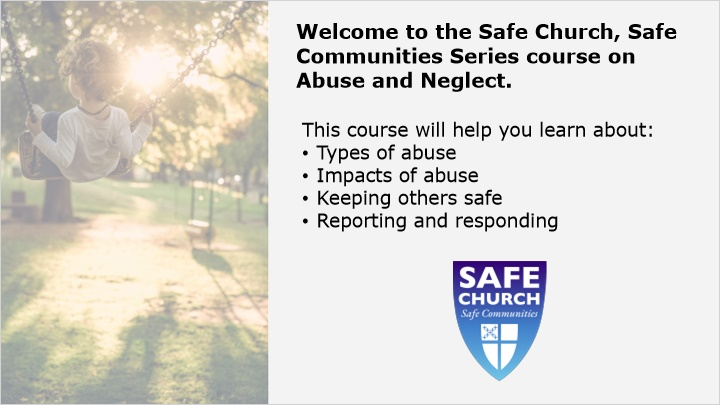 Welcome to the Safe Church, Safe
Communities Series course on
Abuse and Neglect.
This course will help you learn about:
• Types of abuse
• Impacts of abuse
• Keeping others safe
• Reporting and responding
SAFE
CHURCH
Safe Communities